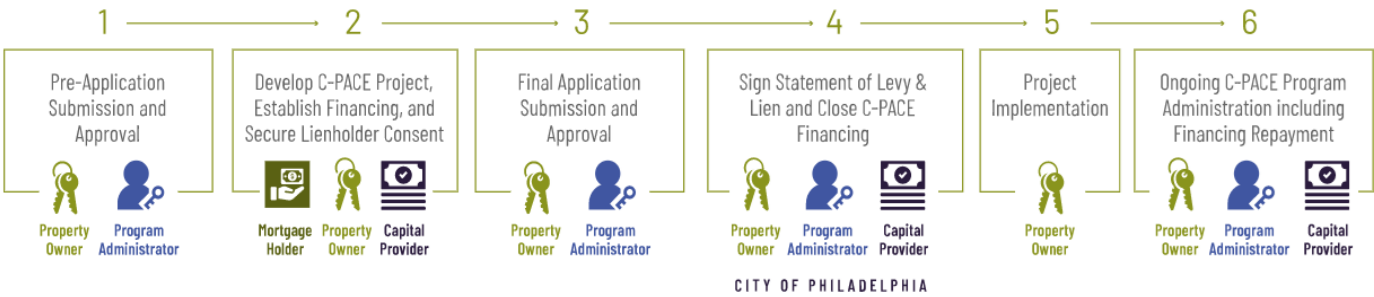 1
2
3
4
5
6
Pre-Application
Submission and
Approval
Property
Owner
Program
Administrator
Develop C-PACE Project,
Establish Financing, and
Secure Lienholder Consent
Mortgage
Holder
Property
Owner
Capital
Provider
Final Application
Submission and
Approval
Property
Owner
Program
Administrator
Sign Statement of Levy &
Lien and Close C-PACE
Financing
Property
Owner
Program
Administrator
Capital
Provider
CITY OF PHILADELPHIA
Project
Implementation
Property
Owner
Ongoing C-PACE Program
Administration including
Financing Repayment
Property
Owner
Program
Administrator
Capital
Provider